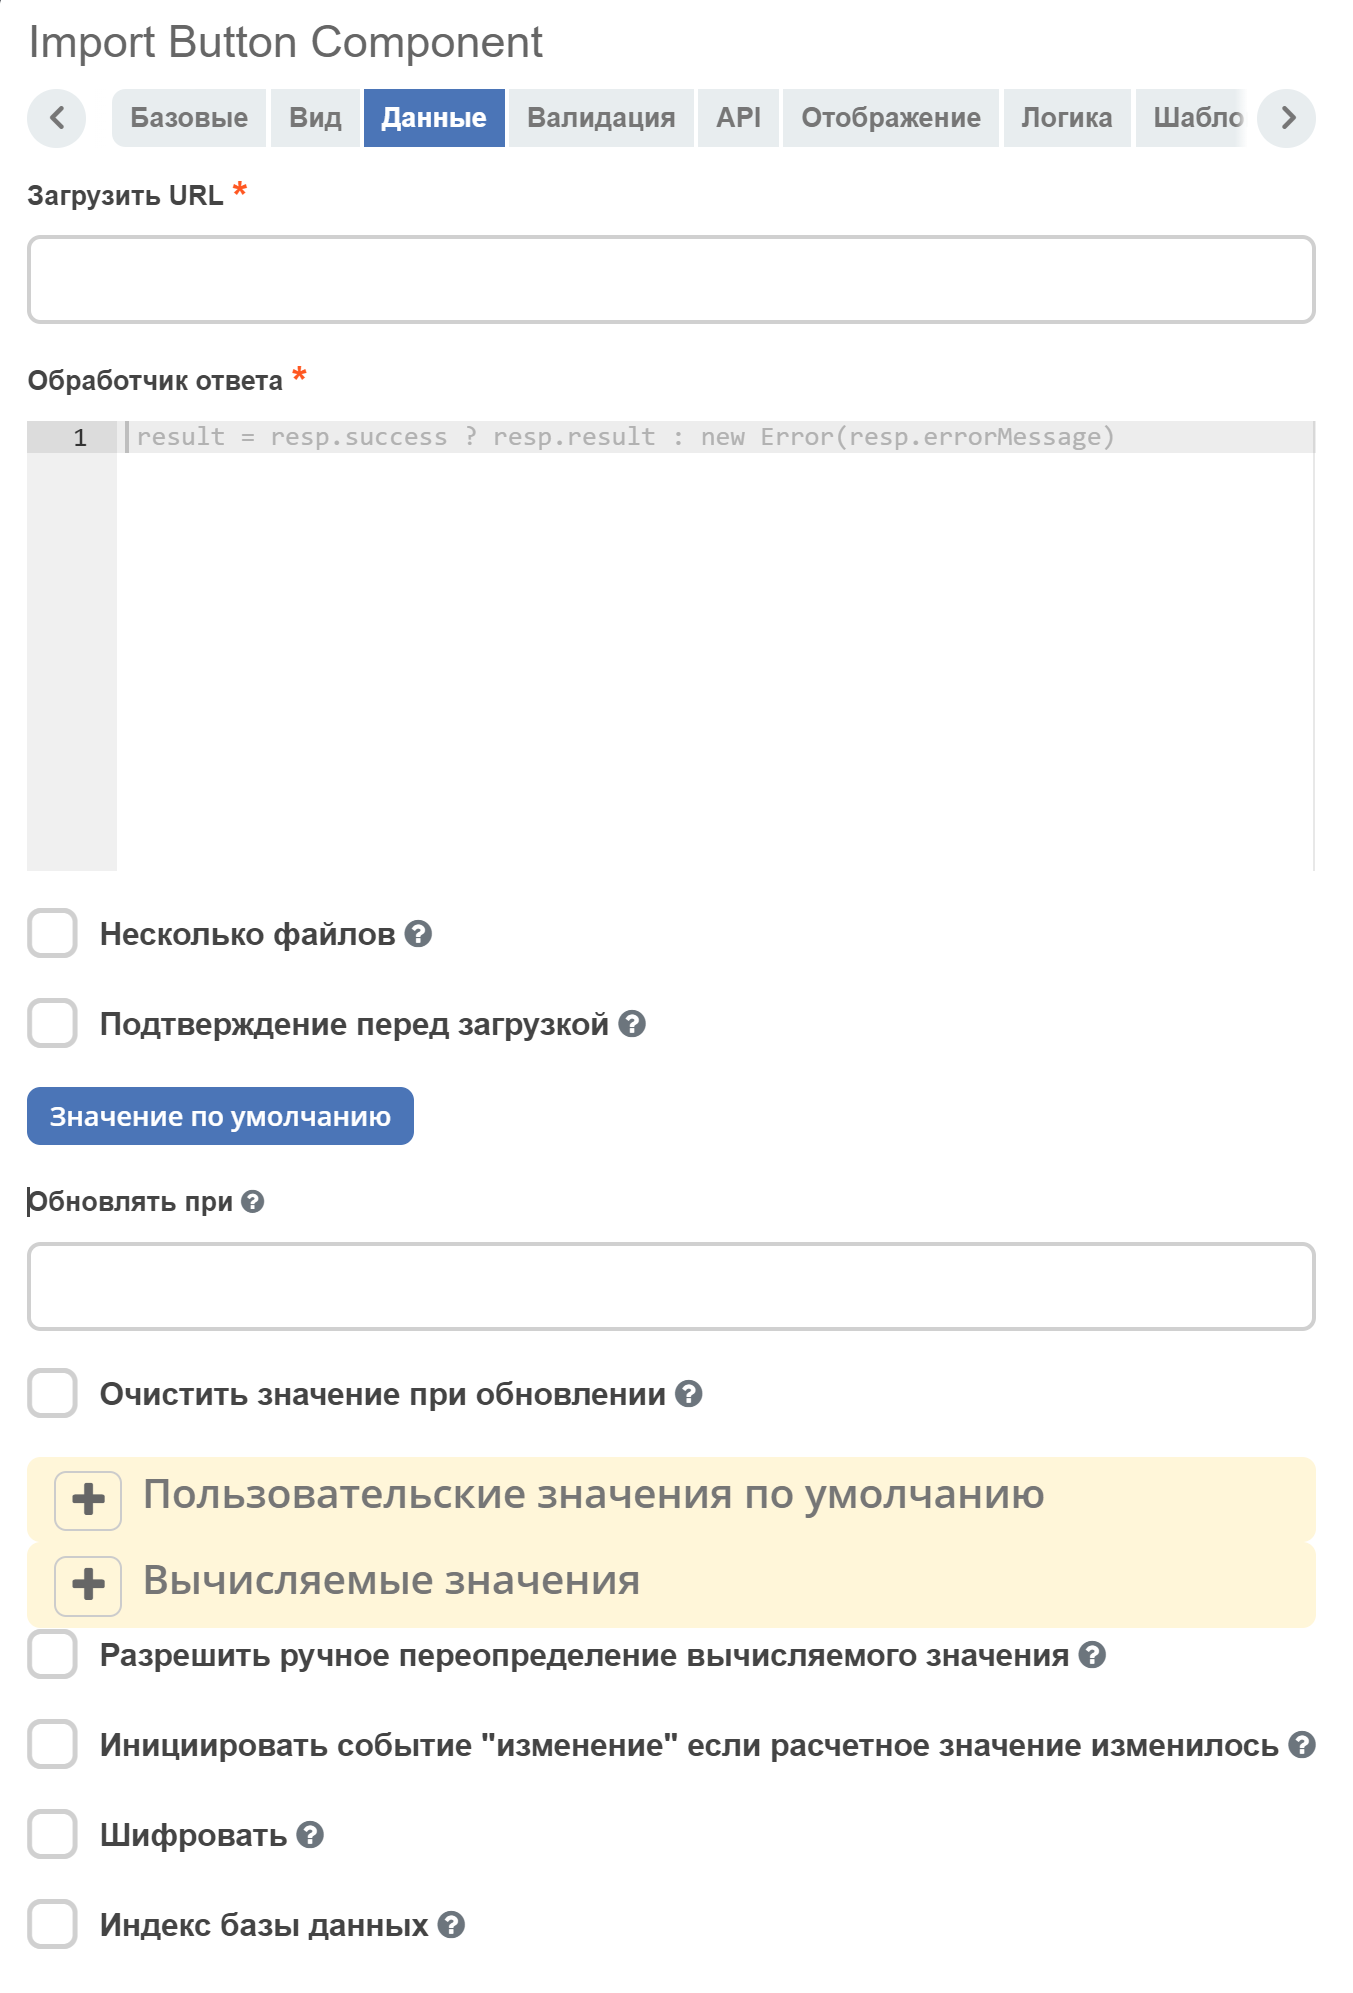 Import Button Component
Базовые Вид Данные Валидация API Отображение Логика Шабло
Загрузить URL *
Обработчик ответа *
1 result = resp.success ? resp.result : new Error(resp.errorMessage)
Несколько файлов
Подтверждение перед загрузкой
Значение по умолчанию
Обновлять при
Очистить значение при обновлении
Пользовательские значения по умолчанию
Вычисляемые значения
Разрешить ручное переопределение вычисляемого значения
Инициировать событие "изменение" если расчетное значение изменилось
Шифровать
Индекс базы данных